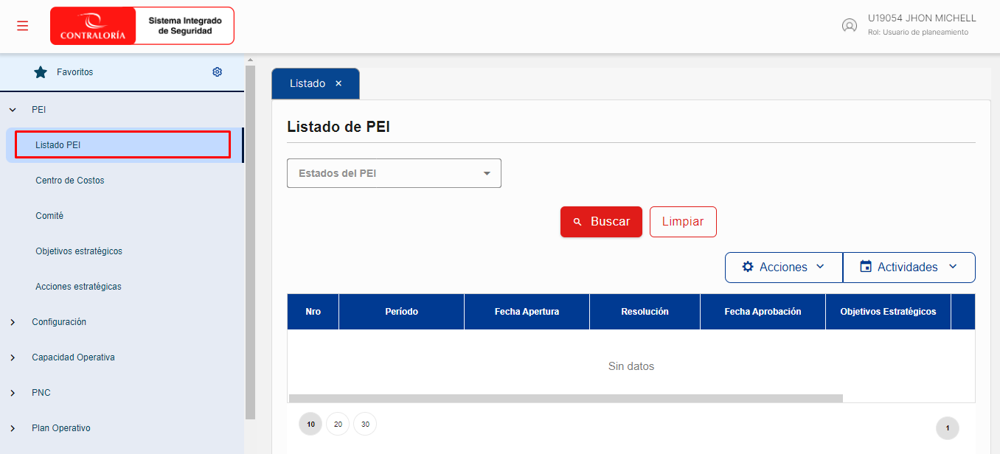 CONTRALORÍA
Sistema Integrado
de Seguridad
U19054 JHON MICHELL
Rol: Usuario de planeamiento
Favoritos
PEI
Listado PEI
Centro de Costos
Comité
Objetivos estratégicos
Acciones estratégicas
Configuración
Capacidad Operativa
PNC
Plan Operativo
Listado ×
Listado de PEI
Estados del PEI
Buscar Limpiar
Acciones Actividades
Nro Período Fecha Apertura Resolución Fecha Aprobación Objetivos Estratégicos
Sin datos
10 20 30 1